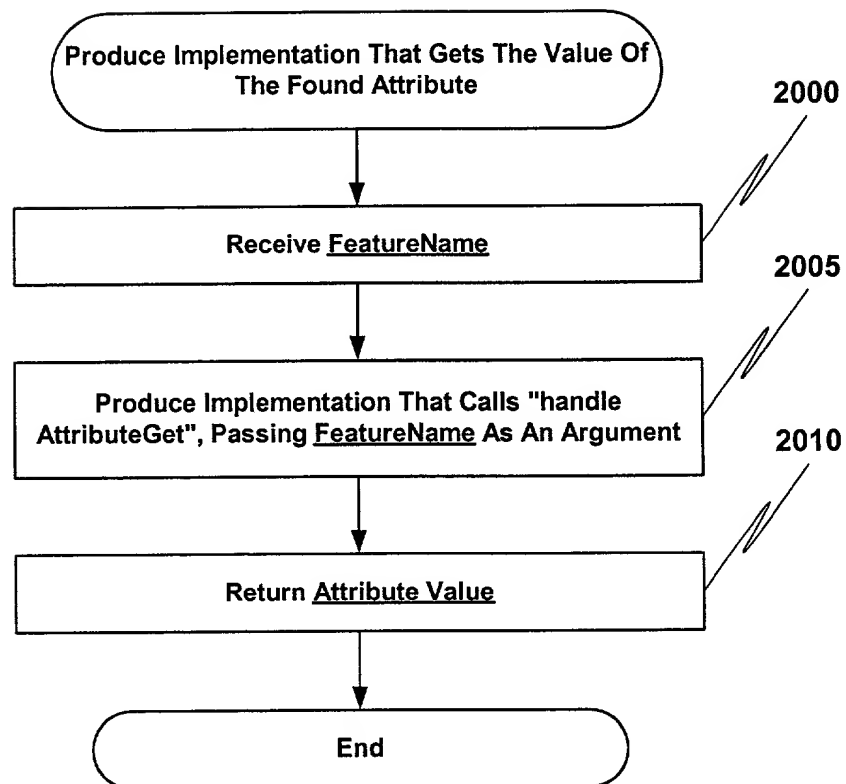 Produce Implementation That Gets The Value Of
The Found Attribute
2000
Receive FeatureName
2005
Produce Implementation That Calls "handle
AttributeGet", Passing FeatureName As An Argument
2010
Return Attribute Value
End